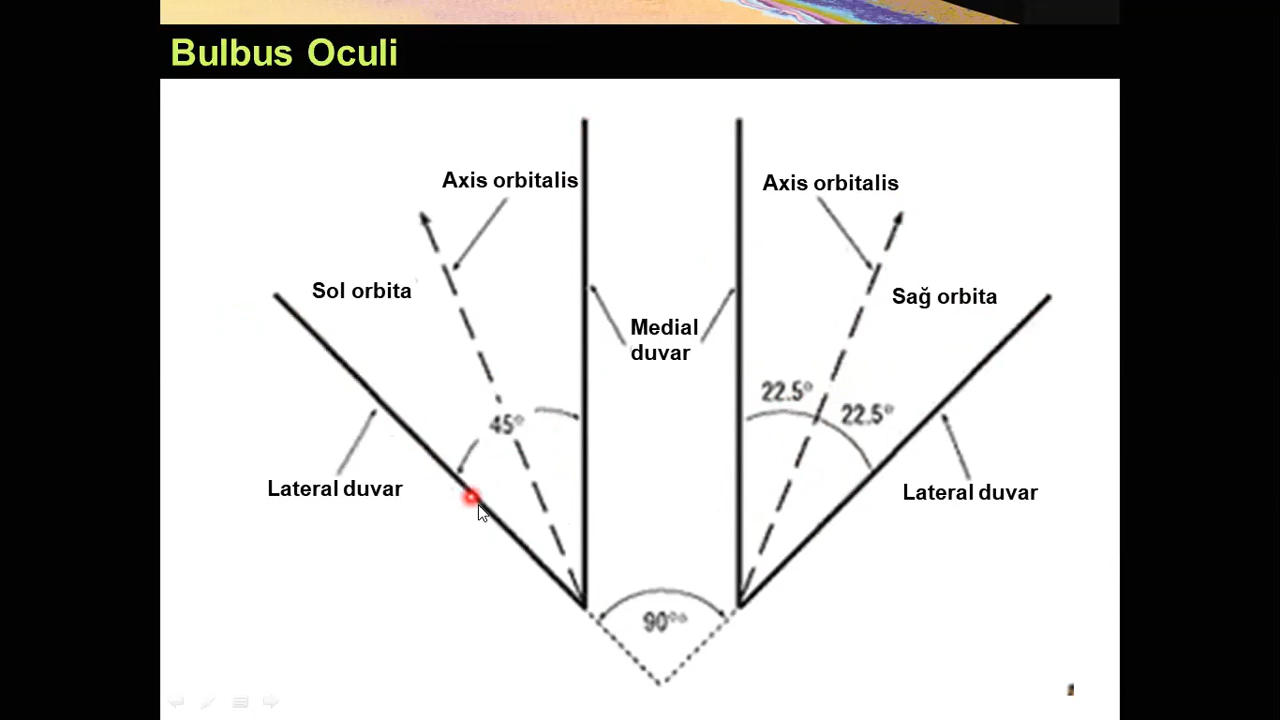 Bulbus Oculi
Axis orbitalis
Axis orbitalis
Sol orbita
Sağ orbita
Medial
duvar
22.5°
22.5°
45°
Lateral duvar
Lateral duvar
90°